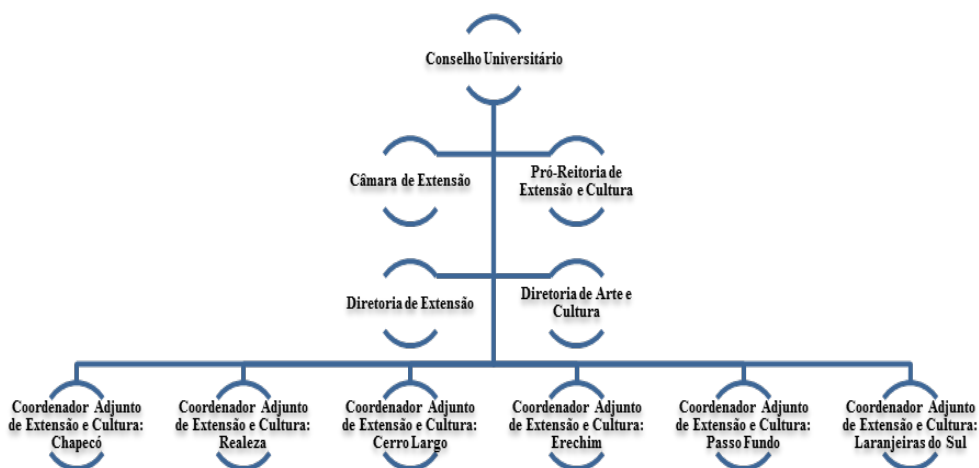 Conselho Universitário
Câmara de Extensão
Pró-Reitoria de
Extensão e Cultura
Diretoria de Extensão
Diretoria de Arte e
Cultura
Coordenador Adjunto
de Extensão e Cultura:
Chapecó
Coordenador Adjunto
de Extensão e Cultura:
Realeza
Coordenador Adjunto
de Extensão e Cultura:
Cerro Largo
Coordenador Adjunto
de Extensão e Cultura:
Erechim
Coordenador Adjunto
de Extensão e Cultura:
Passo Fundo
Coordenador Adjunto
de Extensão e Cultura:
Laranjeiras do Sul